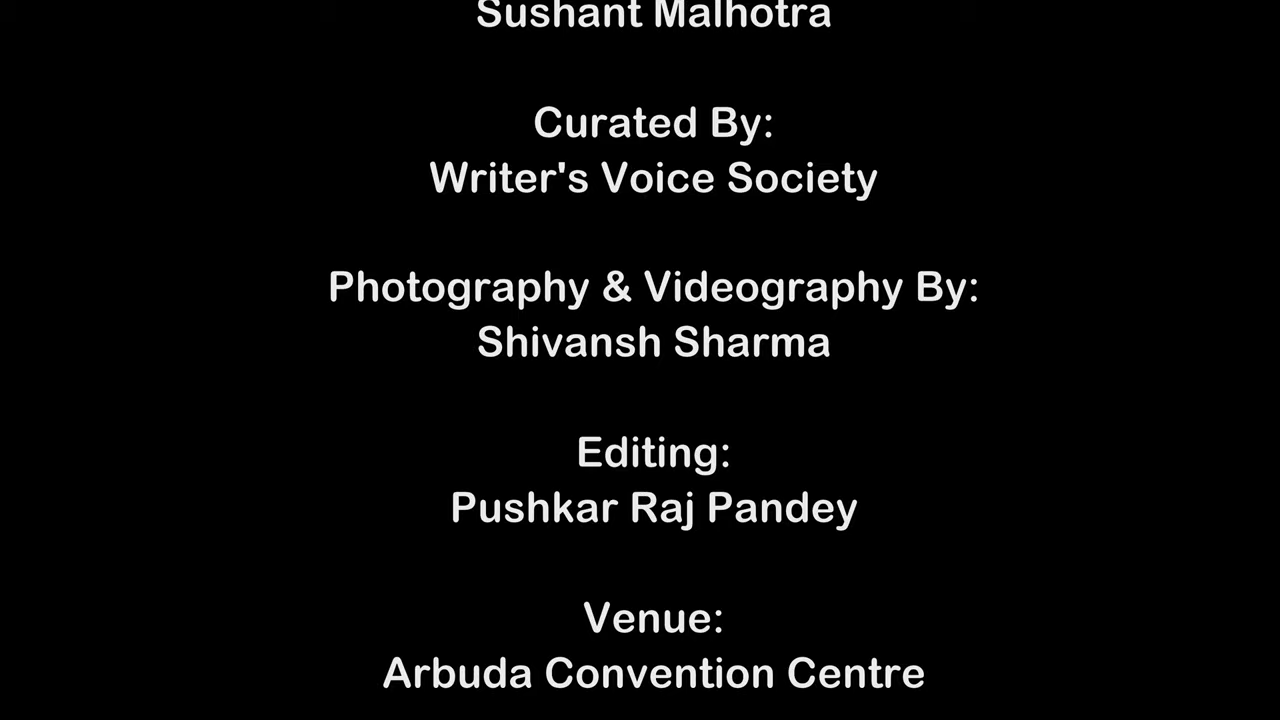 Sushant Malhotra
Curated By:
Writer's Voice Society
Photography & Videography By:
Shivansh Sharma
Editing:
Pushkar Raj Pandey
Venue:
Arbuda Convention Centre